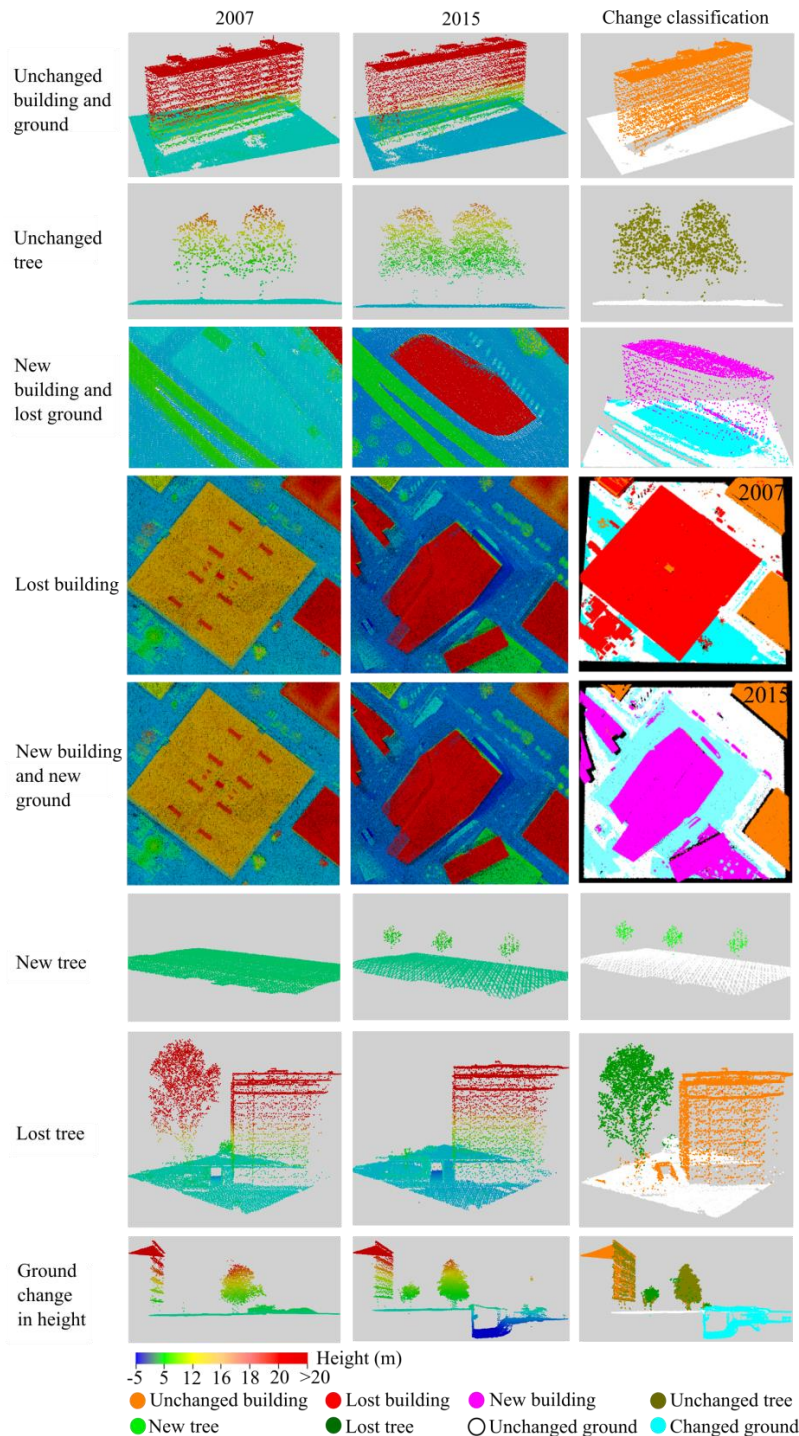 2007 2015 Change classification
Unchanged
building and
ground
Unchanged
tree
New
building and
lost ground
Lost building
2007
New building
and new
ground
2015
New tree
Lost tree
Ground
change
in height
Height (m)
-5 5 12 16 18 20 >20
Unchanged building Lost building New building Unchanged tree
New tree Lost tree Unchanged ground Changed ground